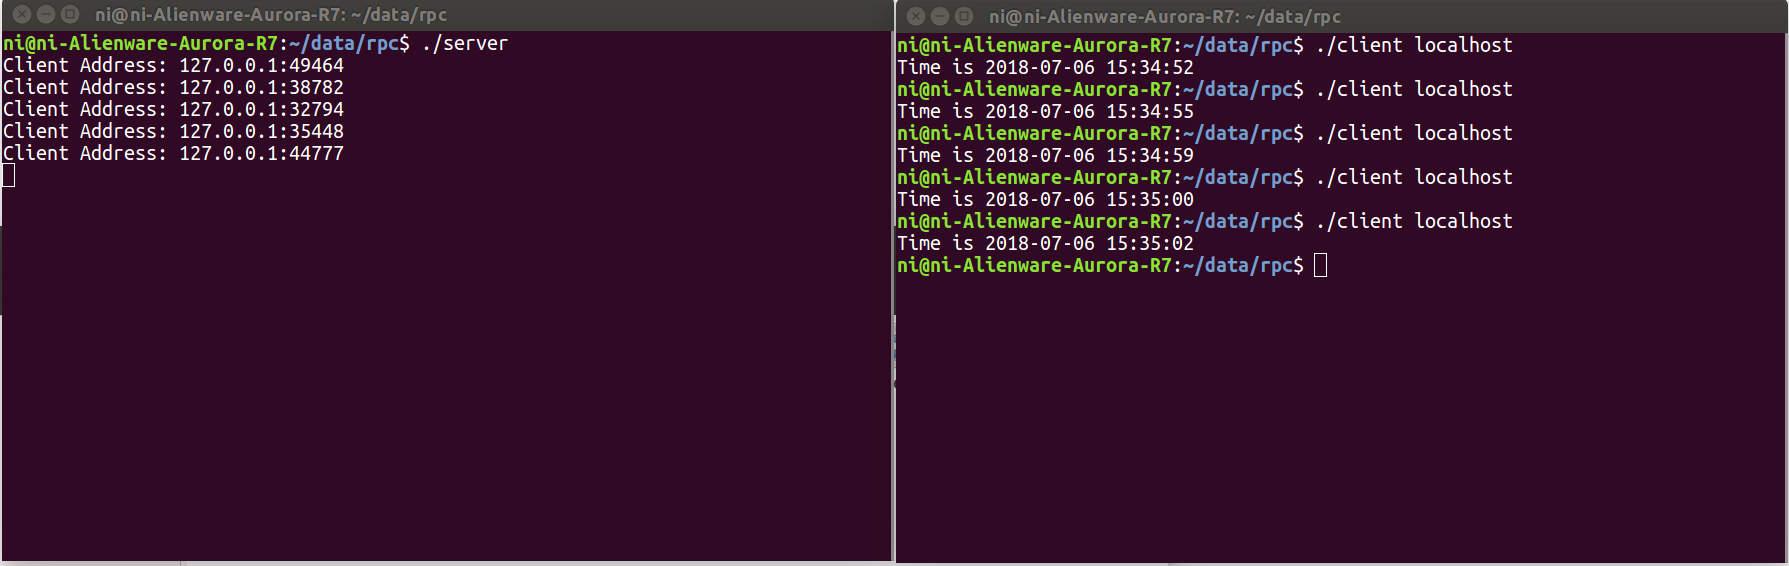 ni@ni-Alienware-Aurora-R7: ~/data/rpc
ni@ni-Alienware-Aurora-R7:~/data/rpc$ ./server
Client Address: 127.0.0.1:49464
Client Address: 127.0.0.1:38782
Client Address: 127.0.0.1:32794
Client Address: 127.0.0.1:35448
Client Address: 127.0.0.1:44777
ni@ni-Alienware-Aurora-R7: ~/data/rpc
ni@ni-Alienware-Aurora-R7:~/data/rpc$ ./client localhost
Time is 2018-07-06 15:34:52
ni@ni-Alienware-Aurora-R7:~/data/rpc$ ./client localhost
Time is 2018-07-06 15:34:55
ni@ni-Alienware-Aurora-R7:~/data/rpc$ ./client localhost
Time is 2018-07-06 15:34:59
ni@ni-Alienware-Aurora-R7:~/data/rpc$ ./client localhost
Time is 2018-07-06 15:35:00
ni@ni-Alienware-Aurora-R7:~/data/rpc$ ./client localhost
Time is 2018-07-06 15:35:02
ni@ni-Alienware-Aurora-R7:~/data/rpc$